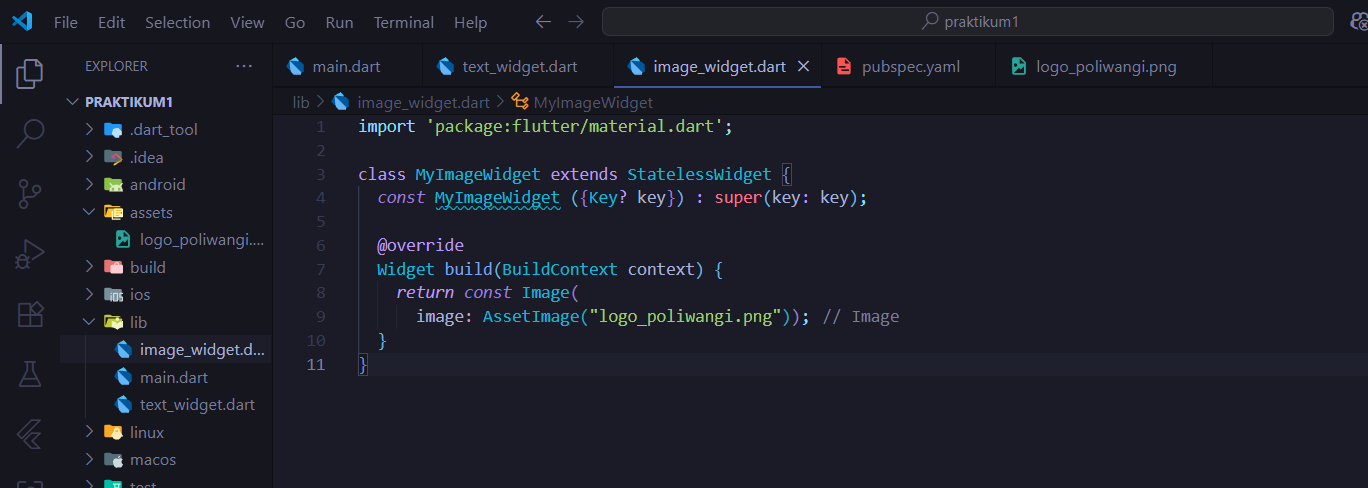 File Edit Selection View Go Run Terminal Help praktikum1
EXPLORER
PRAKTIKUM1
.dart_tool
.idea
android
assets
logo_poliwangi....
build
ios
lib
image_widget.d...
main.dart
text_widget.dart
linux
macos
test
main.dart text_widget.dart image_widget.dart pubspec.yaml logo_poliwangi.png
lib > image_widget.dart > MyImageWidget
1 import 'package:flutter/material.dart';
2
3 class MyImageWidget extends StatelessWidget {
4 const MyImageWidget ({Key? key}) : super(key: key);
5
6 @override
7 Widget build(BuildContext context) {
8 return const Image(
9 image: AssetImage("logo_poliwangi.png")); // Image
10 }
11 }